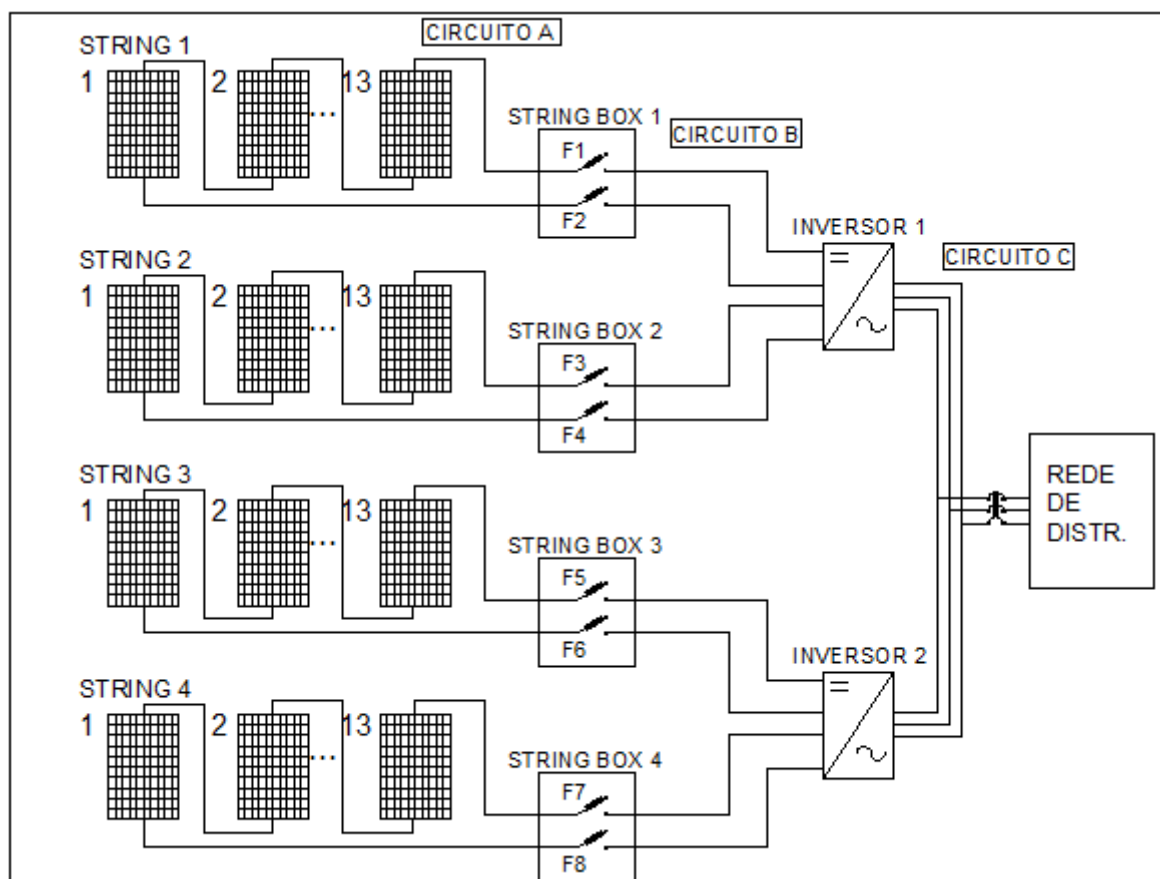 CIRCUITO A
STRING 1
1 2 13
...
STRING BOX 1
F1
F2
CIRCUITO B
INVERSOR 1
CIRCUITO C
STRING 2
1 2 13
...
STRING BOX 2
F3
F4
STRING 3
1 2 13
...
STRING BOX 3
F5
F6
REDE
DE
DISTR.
INVERSOR 2
STRING 4
1 2 13
...
STRING BOX 4
F7
F8